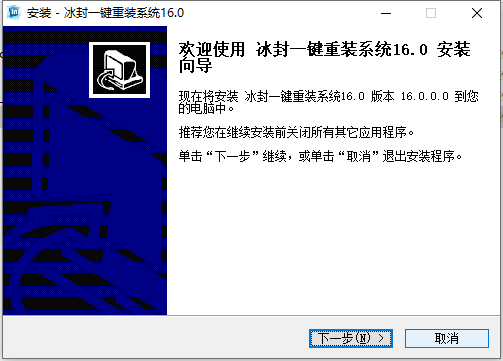 安装 - 冰封一键重装系统16.0
欢迎使用 冰封一键重装系统16.0 安装
向导
现在将安装 冰封一键重装系统16.0 版本 16.0.0.0 到您
的电脑中。
推荐您在继续安装前关闭所有其它应用程序。
单击“下一步”继续，或单击“取消”退出安装程序。
下一步(N) >
取消